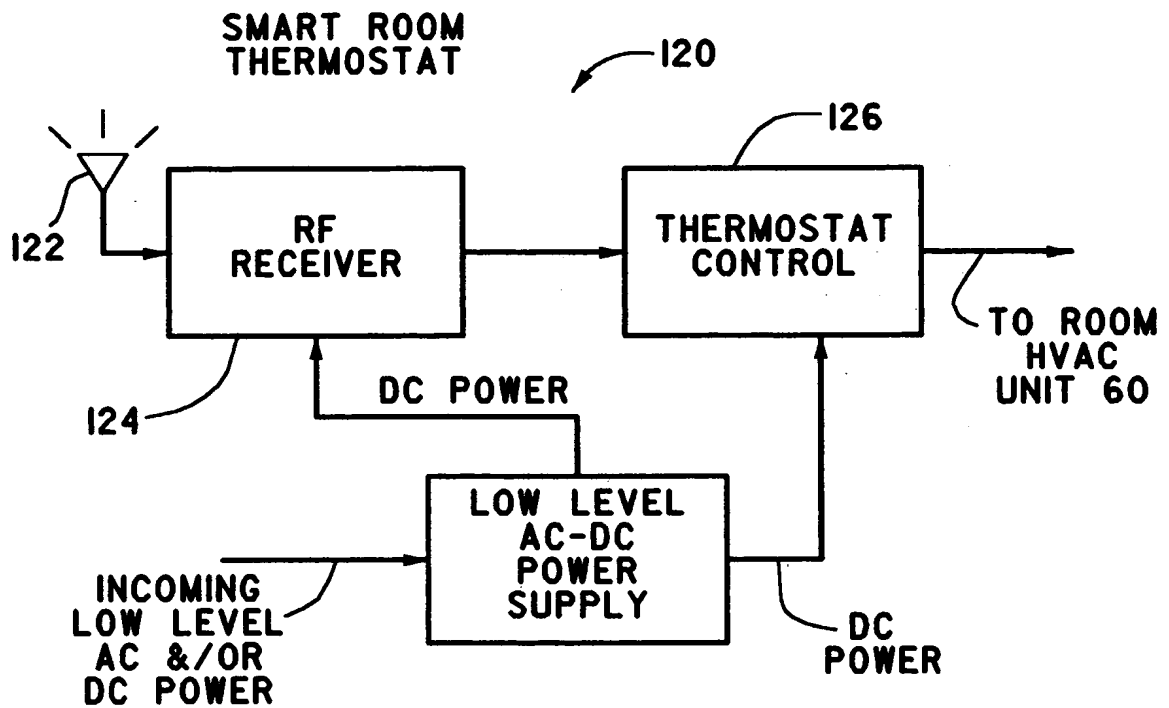 SMART ROOM
THERMOSTAT
120
126
122
RF
RECEIVER
THERMOSTAT
CONTROL
TO ROOM
HVAC
UNIT 60
124
DC POWER
LOW LEVEL
AC-DC
POWER
SUPPLY
INCOMING
LOW LEVEL
AC &/OR
DC POWER
DC
POWER